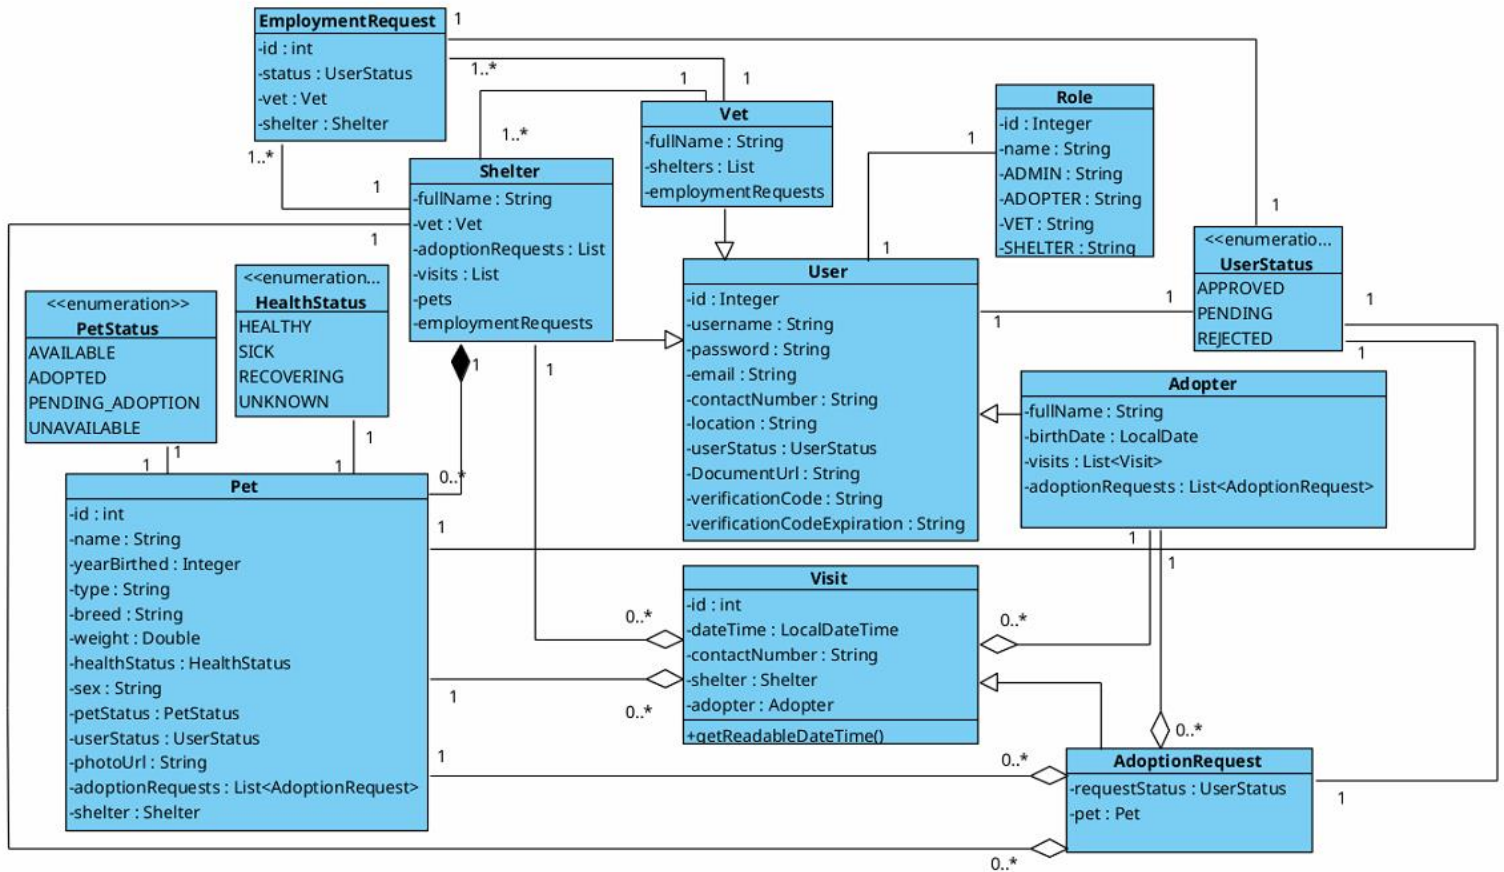 EmploymentRequest
-id : int
-status : UserStatus
-vet : Vet
-shelter : Shelter
1
1..*
1
1
1..*
1..*
1
1
Vet
-fullName : String
-shelters : List
-employmentRequests
Role
-id : Integer
-name : String
-ADMIN : String
-ADOPTER : String
-VET : String
-SHELTER : String
1
1
1
Shelter
-fullName : String
-vet : Vet
-adoptionRequests : List
-visits : List
-pets
-employmentRequests
<<enumeratio...
UserStatus
APPROVED
PENDING
REJECTED
<<enumeration>>
PetStatus
AVAILABLE
ADOPTED
PENDING_ADOPTION
UNAVAILABLE
<<enumeration...
HealthStatus
HEALTHY
SICK
RECOVERING
UNKNOWN
User
-id : Integer
-username : String
-password : String
-email : String
-contactNumber : String
-location : String
-userStatus : UserStatus
-DocumentUrl : String
-verificationCode : String
-verificationCodeExpiration : String
1
1
1
1
1
1
Adopter
-fullName : String
-birthDate : LocalDate
-visits : List<Visit>
-adoptionRequests : List<AdoptionRequest>
1
1
1
1
0..*
Pet
-id : int
-name : String
-yearBirthed : Integer
-type : String
-breed : String
-weight : Double
-healthStatus : HealthStatus
-sex : String
-petStatus : PetStatus
-userStatus : UserStatus
-photoUrl : String
-adoptionRequests : List<AdoptionRequest>
-shelter : Shelter
1
1
1
Visit
-id : int
-dateTime : LocalDateTime
-contactNumber : String
-shelter : Shelter
-adopter : Adopter
+getReadableDateTime()
0..*
0..*
1
0..*
0..*
1
0..*
AdoptionRequest
-requestStatus : UserStatus
-pet : Pet
1
0..*